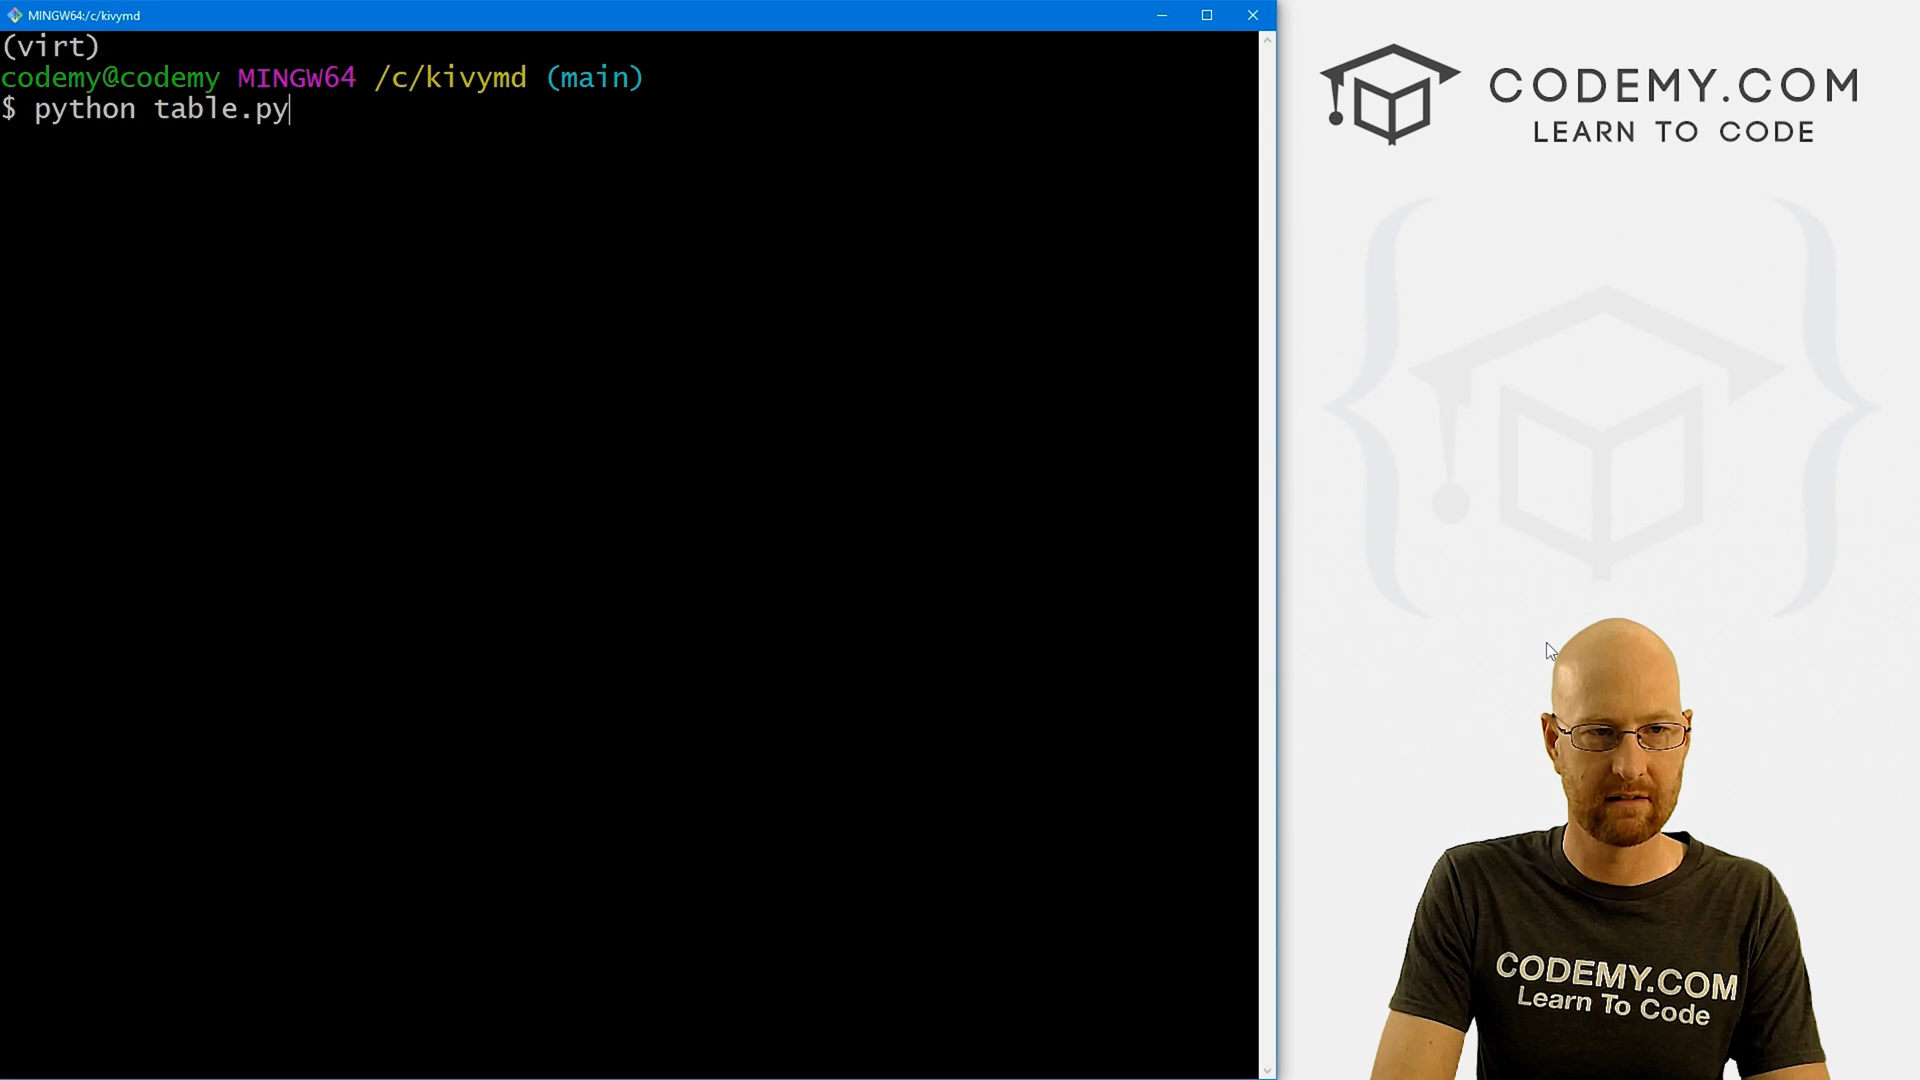 MINGW64:/c/kivymd
(virt)
codemy@codemy MINGW64 /c/kivymd (main)
$ python table.py
CODEMY.COM
LEARN TO CODE
CODEMY.COM
Learn To Code